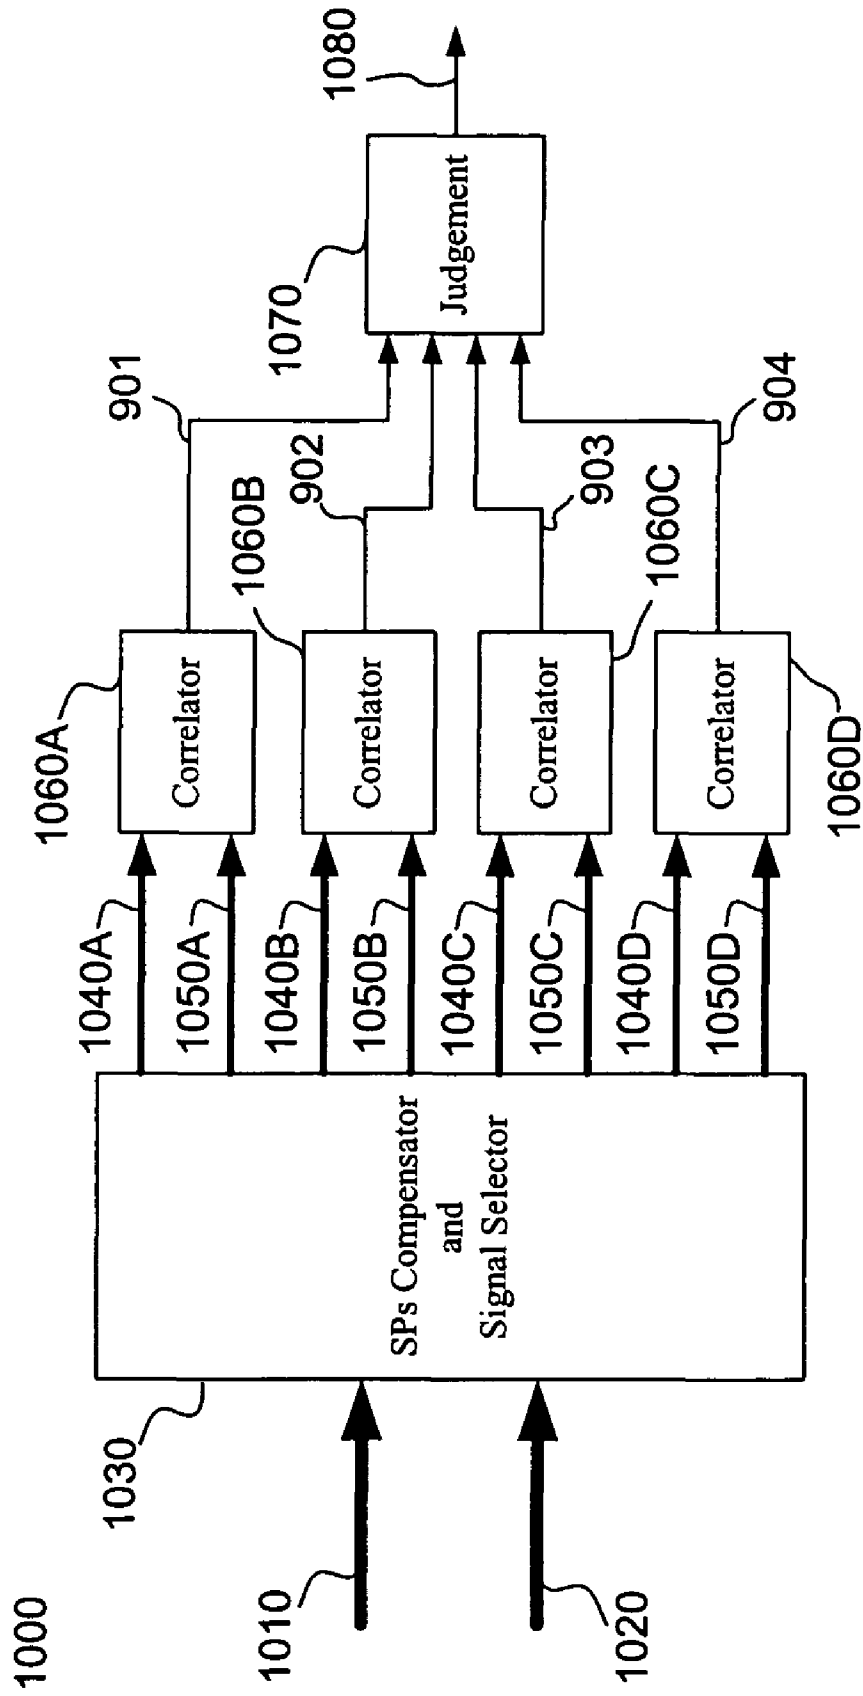 1000
1010
1020
1030
SPs Compensator
and
Signal Selector
1040A
1050A
1040B
1050B
1040C
1050C
1040D
1050D
1060A
Correlator
1060B
Correlator
Correlator
1060C
Correlator
1060D
901
902
903
904
1070
Judgement
1080